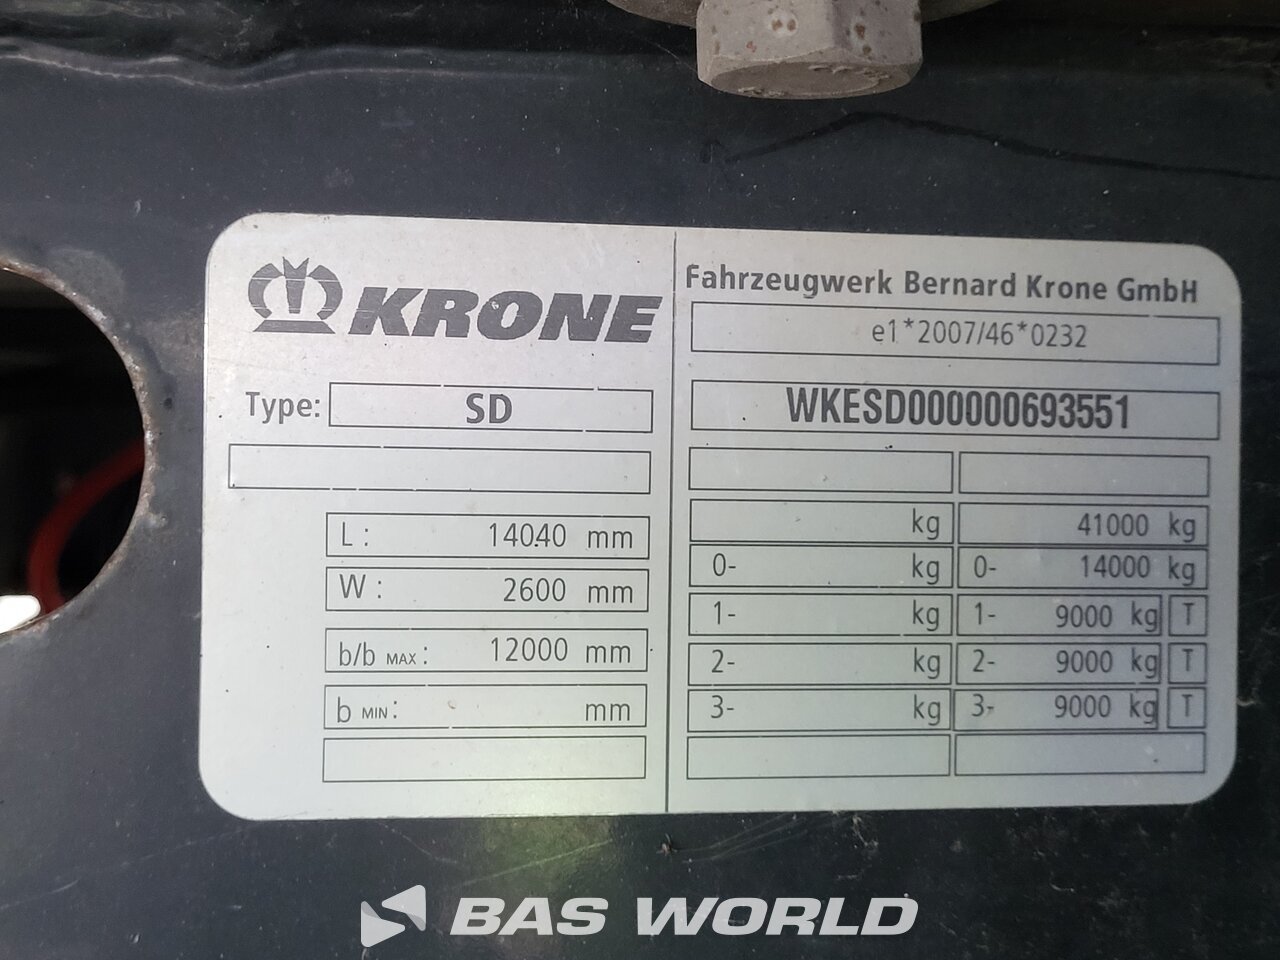 KRONE
Type: SD
L: 14040 mm
W: 2600 mm
b/b MAX: 12000 mm
b MIN: mm
Fahrzeugwerk Bernard Krone GmbH
e1*2007/46*0232
WKESD000000693551
kg 41000 kg
0- kg 0- 14000 kg
1- kg 1- 9000 kg T
2- kg 2- 9000 kg T
3- kg 3- 9000 kg T
BAS WORLD